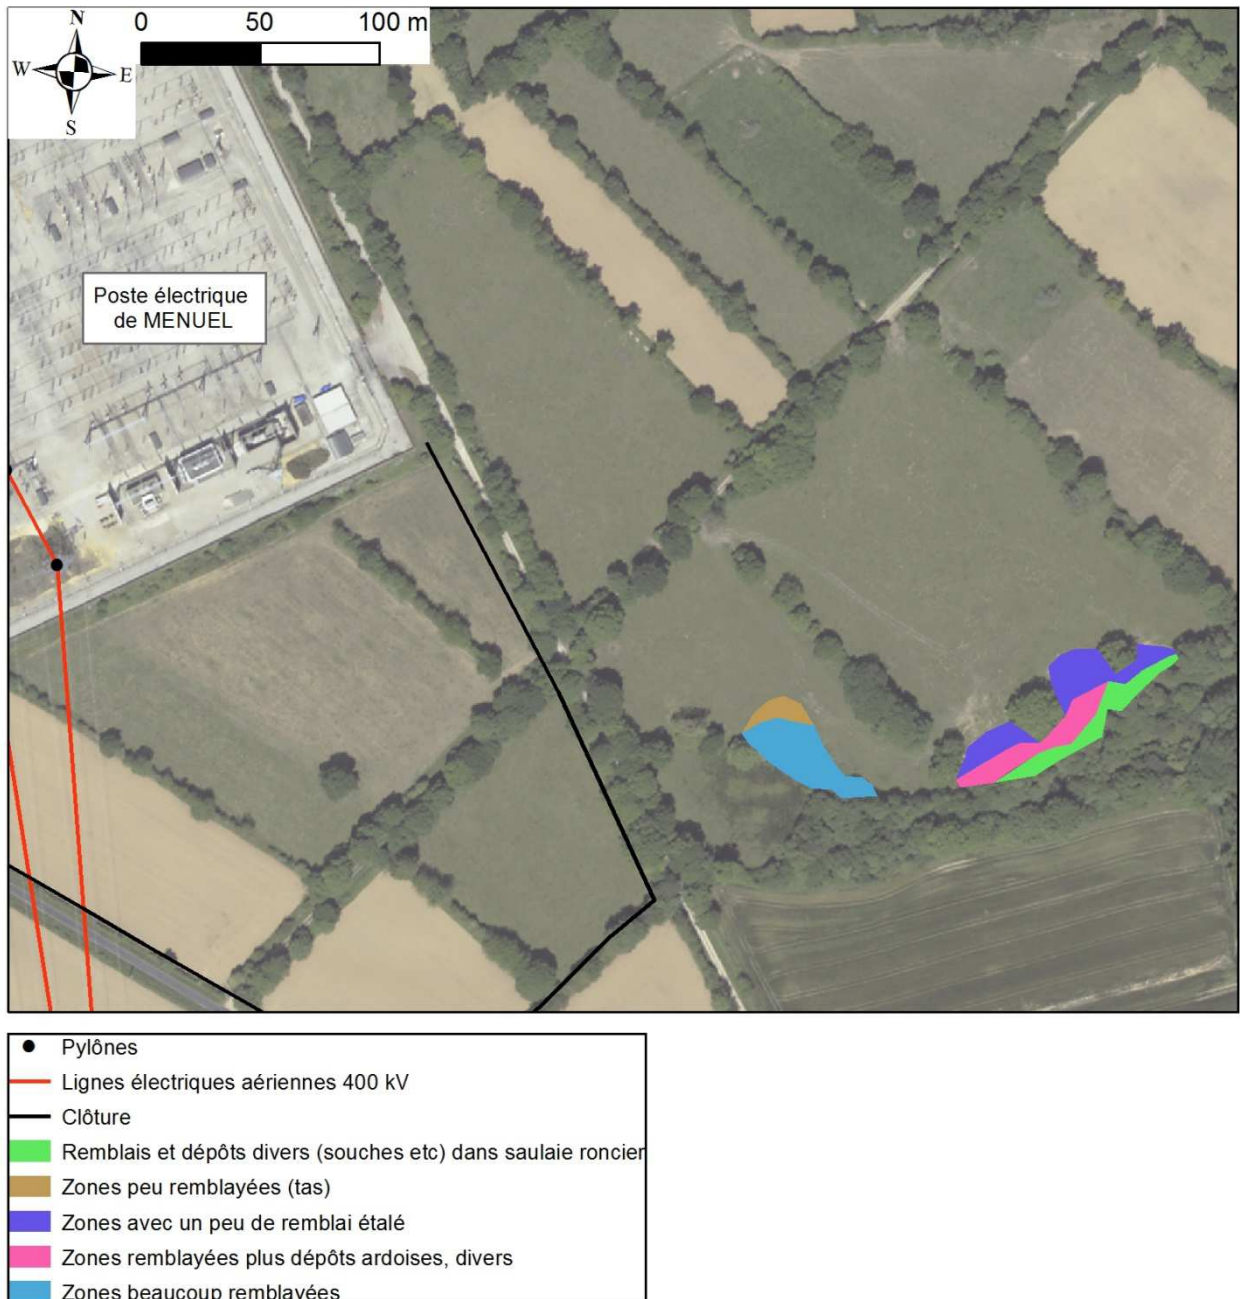 N
0 50 100 m
W E
S
Poste électrique
de MENUEL
Pylônes
Lignes électriques aériennes 400 kV
Clôture
Remblais et dépôts divers (souches etc) dans saulaie roncier
Zones peu remblayées (tas)
Zones avec un peu de remblai étalé
Zones remblayées plus dépôts ardoises, divers
Zones beaucoup remblayées